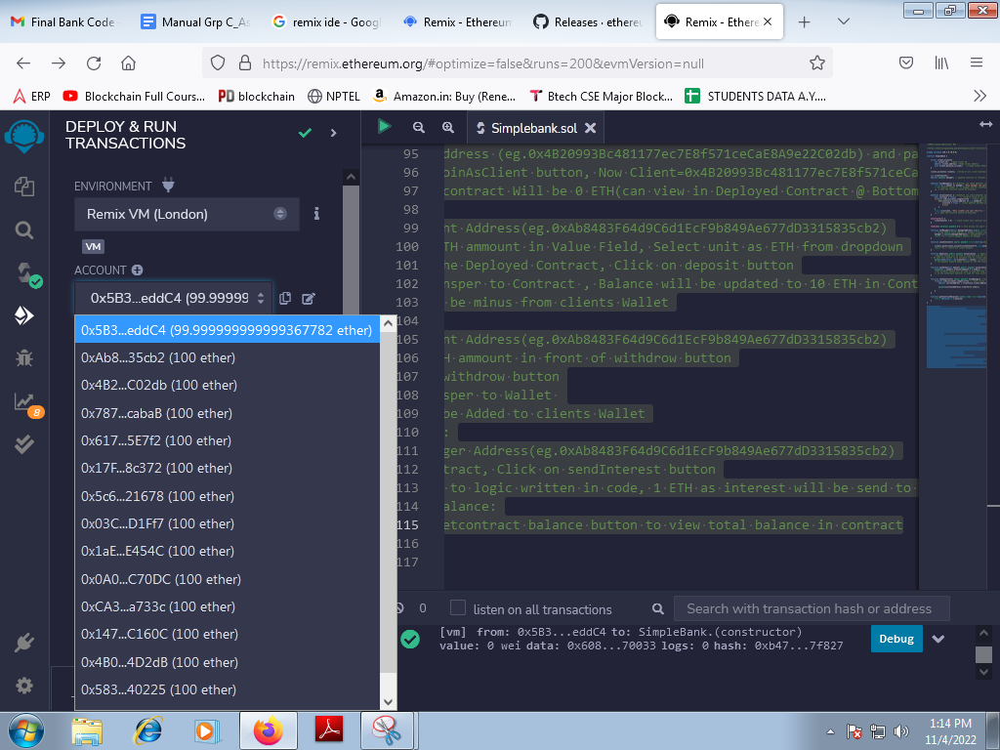 Final Bank Code
Manual Grp C_As
remix ide - Goog
Remix - Ethereum
Releases · ethereu
Remix - Ethere
https://remix.ethereum.org/#optimize=false&runs=200&evmVersion=null
ERP
Blockchain Full Cours...
PD blockchain
NPTEL
Amazon.in: Buy (Rene...
Btech CSE Major Block...
STUDENTS DATA A.Y....
DEPLOY & RUN
TRANSACTIONS
ENVIRONMENT
Remix VM (London)
VM
ACCOUNT
0x5B3...eddC4 (99.99999
0x5B3...eddC4 (99.999999999999367782 ether)
0xAb8...35cb2 (100 ether)
0x4B2...C02db (100 ether)
0x787...cabaB (100 ether)
0x617...5E7f2 (100 ether)
0x17F...8c372 (100 ether)
0x5c6...21678 (100 ether)
0x03C...D1Ff7 (100 ether)
0x1aE...E454C (100 ether)
0x0A0...C70DC (100 ether)
0xCA3...a733c (100 ether)
0x147...C160C (100 ether)
0x4B0...4D2dB (100 ether)
0x583...40225 (100 ether)
8
Simplebank.sol
95 ddress (eg.0x4B20993Bc481177ec7E8f571ceCaE8A9e22C02db) and pa
96 oinAsClient button, Now Client=0x4B20993Bc481177ec7E8f571ceCa
97 contract Will be 0 ETH(can view in Deployed Contract @ Bottom
98
99 nt Address(eg.0xAb8483F64d9C6d1EcF9b849Ae677dD3315835cb2)
100 TH ammount in Value Field, Select unit as ETH from dropdown
101 he Deployed Contract, Click on deposit button
102 nsper to Contract , Balance will be updated to 10 ETH in Cont
103 be minus from clients Wallet
104
105 nt Address(eg.0xAb8483F64d9C6d1EcF9b849Ae677dD3315835cb2)
106 H ammount in front of withdrow button
107 withdrow button
108 nsper to Wallet
109 be Added to clients Wallet
110 :
111 ger Address(eg.0xAb8483F64d9C6d1EcF9b849Ae677dD3315835cb2)
112 tract, Click on sendInterest button
113 to logic written in code, 1 ETH as interest will be send to
114 alance:
115 etcontract balance button to view total balance in contract
116
117
0
listen on all transactions
Search with transaction hash or address
[vm] from: 0x5B3...eddC4 to: SimpleBank.(constructor)
value: 0 wei data: 0x608...70033 logs: 0 hash: 0xb47...7f827
Debug
1:14 PM
11/4/2022